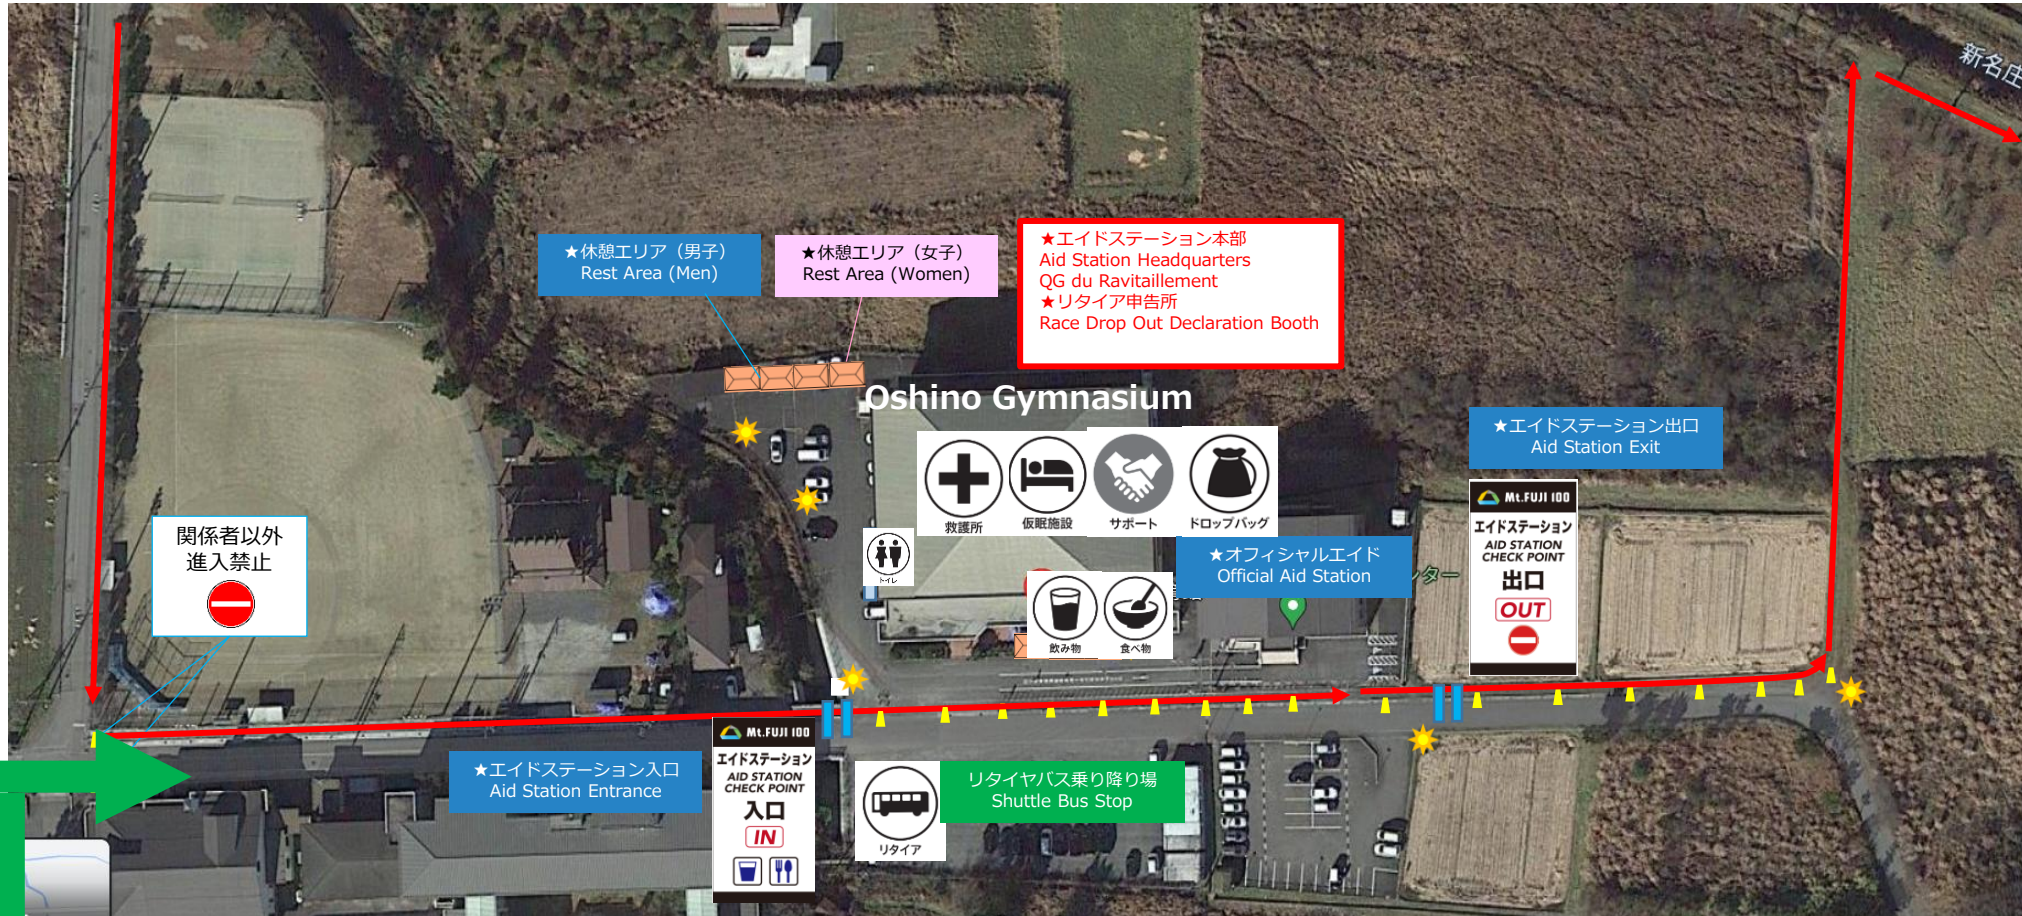 新名庄
★休憩エリア（男子）
Rest Area (Men)
★休憩エリア（女子）
Rest Area (Women)
★エイドステーション本部
Aid Station Headquarters
QG du Ravitaillement
★リタイア申告所
Race Drop Out Declaration Booth
Oshino Gymnasium
★エイドステーション出口
Aid Station Exit
救護所
仮眠施設
サポート
ドロップバッグ
Mt.FUJI 100
エイドステーション
AID STATION
CHECK POINT
出口
OUT
関係者以外
進入禁止
トイレ
★オフィシャルエイド
Official Aid Station
ンター
飲み物
食べ物
★エイドステーション入口
Aid Station Entrance
Mt.FUJI 100
エイドステーション
AID STATION
CHECK POINT
入口
IN
リタイア
リタイヤバス乗り降り場
Shuttle Bus Stop